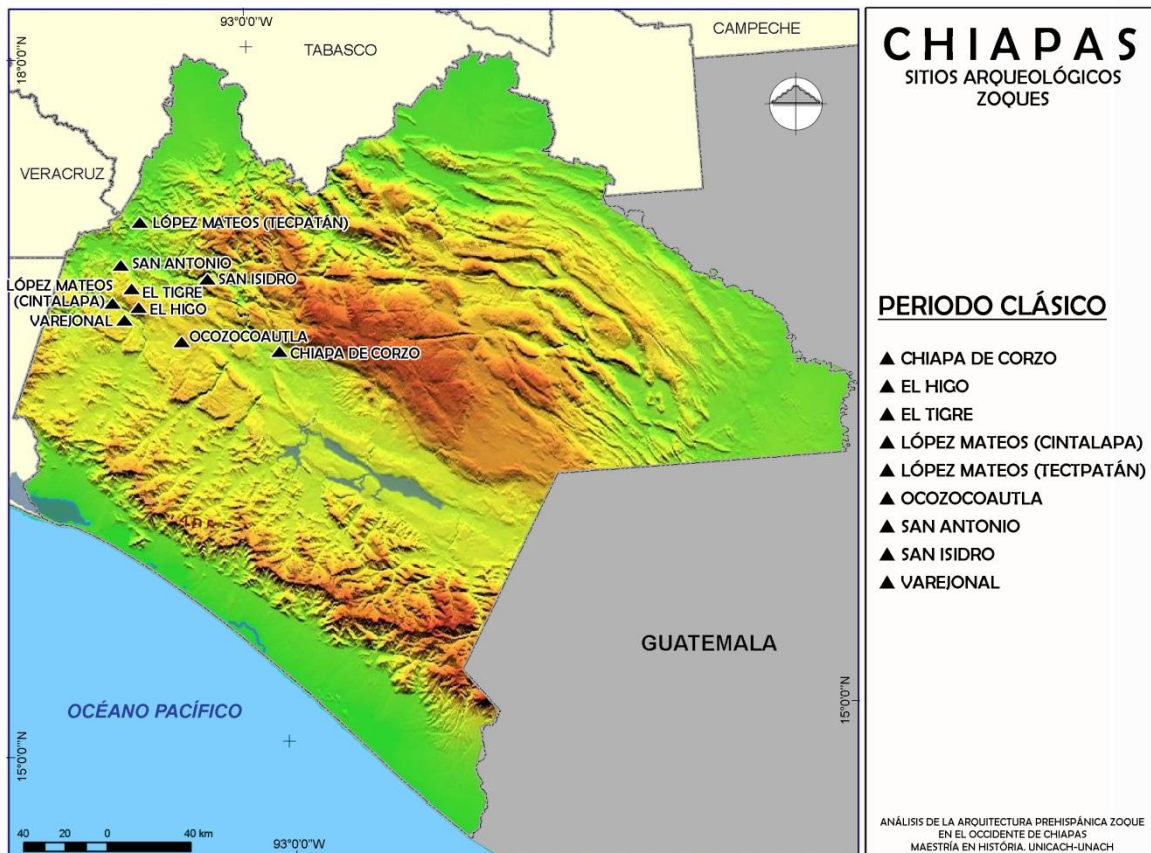 93°0'0"W
CAMPECHE
TABASCO
18°0'0"N
VERACRUZ
LÓPEZ MATEOS (TECPATÁN)
SAN ANTONIO
SAN ISIDRO
LÓPEZ MATEOS
(CINTALAPA)
EL TIGRE
EL HIGO
VAREJONAL
OCOZOCOAUTLA
CHIAPA DE CORZO
GUATEMALA
OCÉANO PACÍFICO
15°0'0"N
15°0'0"N
40 20 0 40 km
93°0'0"W
CHIAPAS
SITIOS ARQUEOLÓGICOS
ZOQUES
PERIODO CLÁSICO
CHIAPA DE CORZO
EL HIGO
EL TIGRE
LÓPEZ MATEOS (CINTALAPA)
LÓPEZ MATEOS (TECTPATÁN)
OCOZOCOAUTLA
SAN ANTONIO
SAN ISIDRO
VAREJONAL
ANÁLISIS DE LA ARQUITECTURA PREHISPÁNICA ZOQUE
EN EL OCCIDENTE DE CHIAPAS
MAESTRÍA EN HISTÓRIA. UNICACH-UNACH